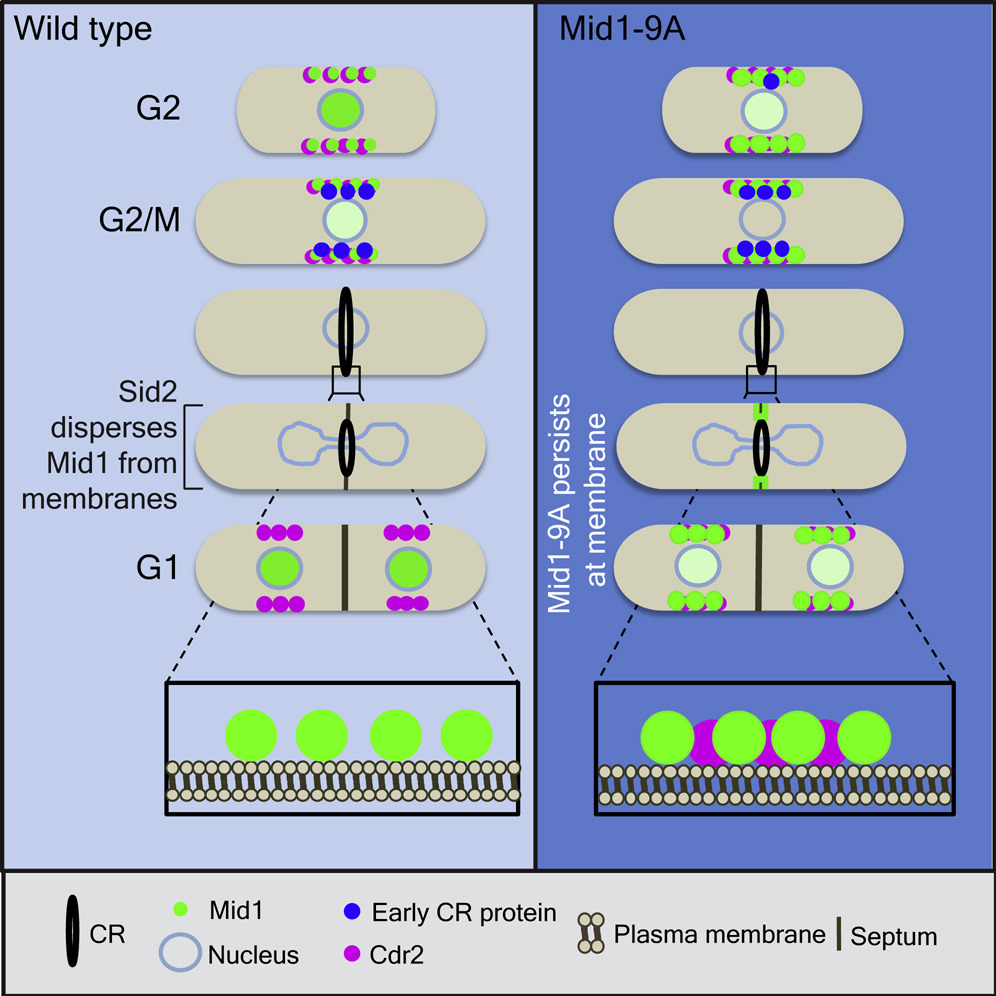 Wild type
Mid1-9A
G2
G2/M
Sid2
disperses
Mid1 from
membranes
G1
Mid1-9A persists
at membrane
CR
Mid1
Nucleus
Early CR protein
Cdr2
Plasma membrane
Septum